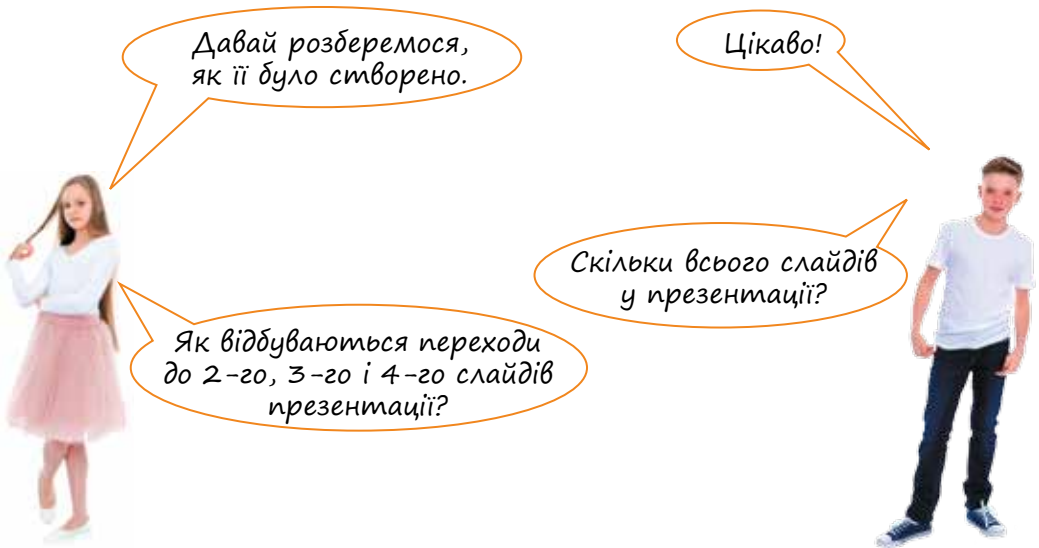 Давай розберемося,
як її було створено.
Цікаво!
Скільки всього слайдів
у презентації?
Як відбуваються переходи
до 2-го, 3-го і 4-го слайдів
презентації?